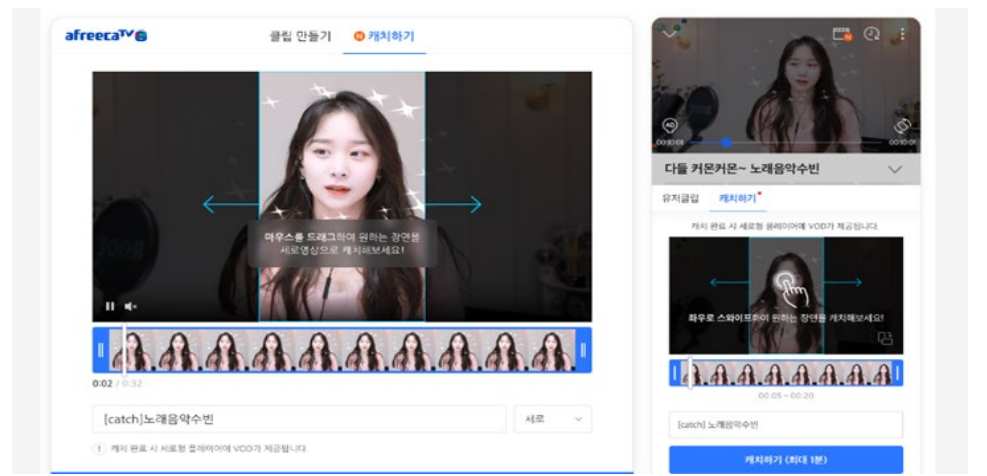 afreecaTV
클립 만들기
N 캐치하기
마우스를 드래그하여 원하는 장면을
세로영상으로 캐치해보세요!
0:02 / 0:32
[catch]노래음악수빈
세로
캐치 완료 시 세로형 플레이어에 VOD가 제공됩니다.
다들 커몬커몬~ 노래음악수빈
유저클립
캐치하기
캐치 완료 시 세로형 플레이어에 VOD가 제공됩니다.
좌우로 스와이프하여 원하는 장면을 캐치해보세요!
00:05 ~ 00:20
[catch] 노래음악수빈
캐치하기 (최대 1분)